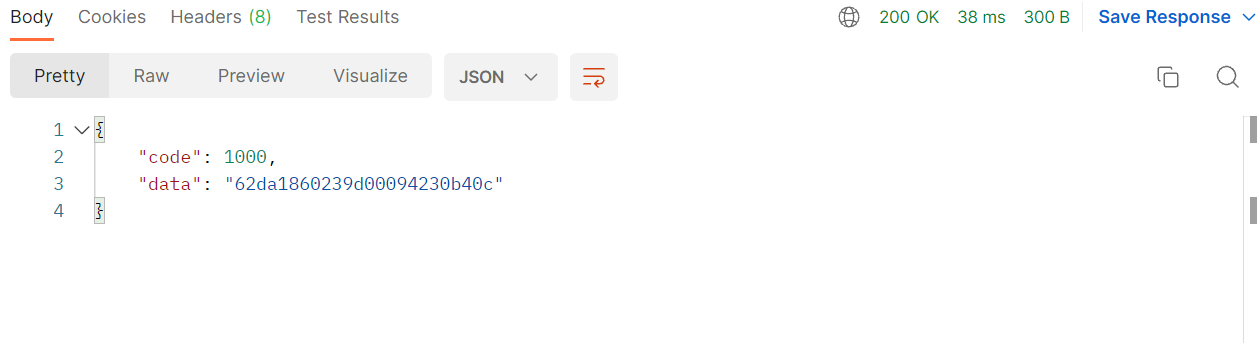 Body Cookies Headers (8) Test Results 200 OK 38 ms 300 B Save Response
Pretty Raw Preview Visualize JSON
1 {
2 "code": 1000,
3 "data": "62da1860239d00094230b40c"
4 }